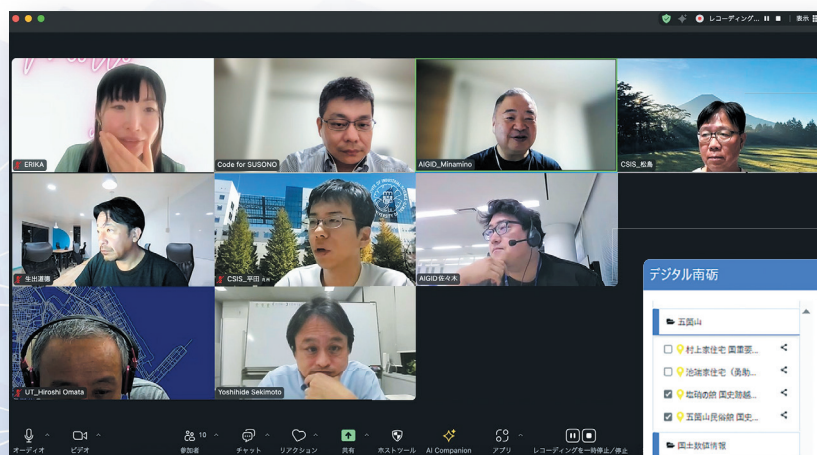 レコーディング...
表示
ERIKA
Code for SUSONO
AIGID_Minamino
CSIS_松島
生出道憲
CSIS_平田
AIGID佐々木
UT_Hiroshi Omata
Yoshihide Sekimoto
デジタル南砺
五箇山
村上家住宅 国重要...
池端家住宅（勇助...
塩硝の館 国史跡越...
五箇山民俗館 国史...
国土数値情報
オーディオ
ビデオ
10
参加者
チャット
リアクション
共有
ホストツール
AI Companion
アプリ
レコーディングを一時停止/停止